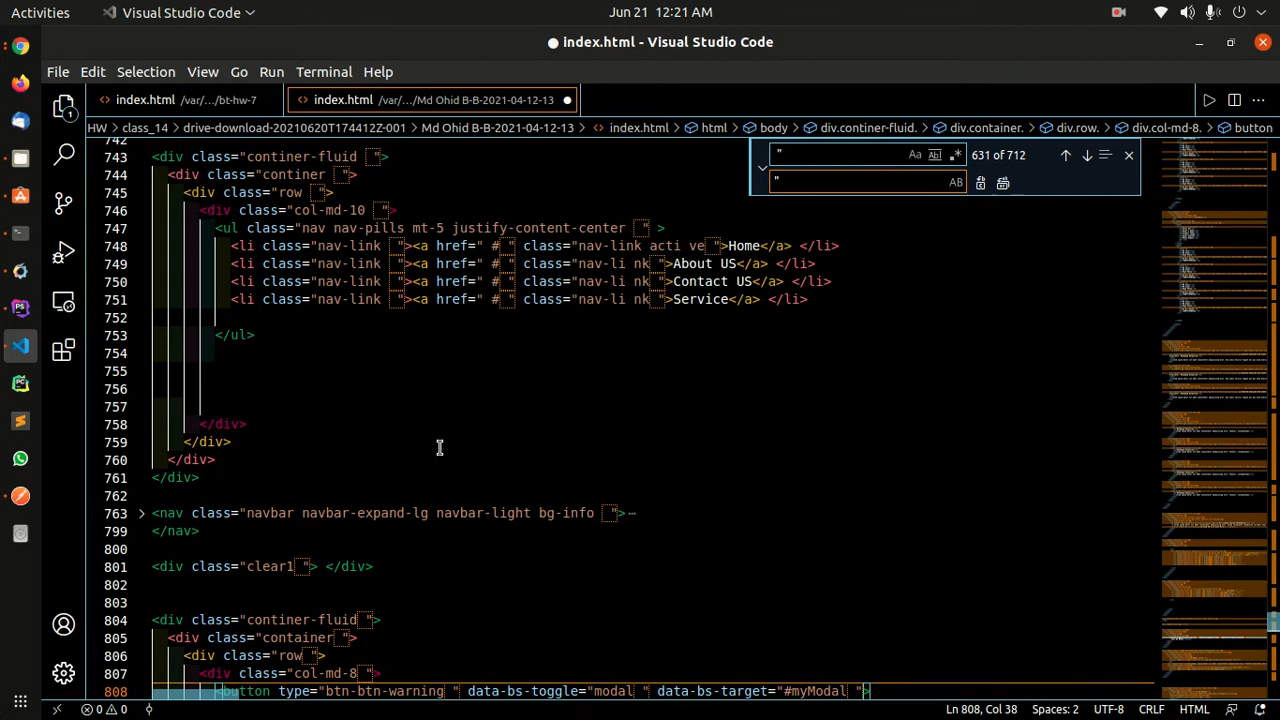 Activities
Visual Studio Code
Jun 21 12:21 AM
● index.html - Visual Studio Code
File Edit Selection View Go Run Terminal Help
index.html /var/.../bt-hw-7
index.html /var/.../Md Ohid B-B-2021-04-12-13 ●
HW > class_14 > drive-download-20210620T174412Z-001 > Md Ohid B-B-2021-04-12-13 > index.html > html > body > div.continer-fluid. > div.container. > div.row. > div.col-md-8. > button
" Aa Ab .* 631 of 712
" AB
742
743 <div class="continer-fluid ">
744 <div class="continer ">
745 <div class="row ">
746 <div class="col-md-10 ">
747 <ul class="nav nav-pills mt-5 justify-content-center " >
748 <li class="nav-link "><a href=" # " class="nav-link acti ve ">Home</a> </li>
749 <li class="nav-link "><a href=" # " class="nav-li nk ">About US</a> </li>
750 <li class="nav-link "><a href=" # " class="nav-li nk ">Contact US</a> </li>
751 <li class="nav-link "><a href=" # " class="nav-li nk ">Service</a> </li>
752
753 </ul>
754
755
756
757
758 </div>
759 </div>
760 </div>
761 </div>
762
763 <nav class="navbar navbar-expand-lg navbar-light bg-info ">⋯
799 </nav>
800
801 <div class="clear1 "> </div>
802
803
804 <div class="continer-fluid ">
805 <div class="container ">
806 <div class="row ">
807 <div class="col-md-8 ">
808 <button type="btn-btn-warning " data-bs-toggle="modal " data-bs-target="#myModal ">
0 0 Ln 808, Col 38 Spaces: 2 UTF-8 CRLF HTML